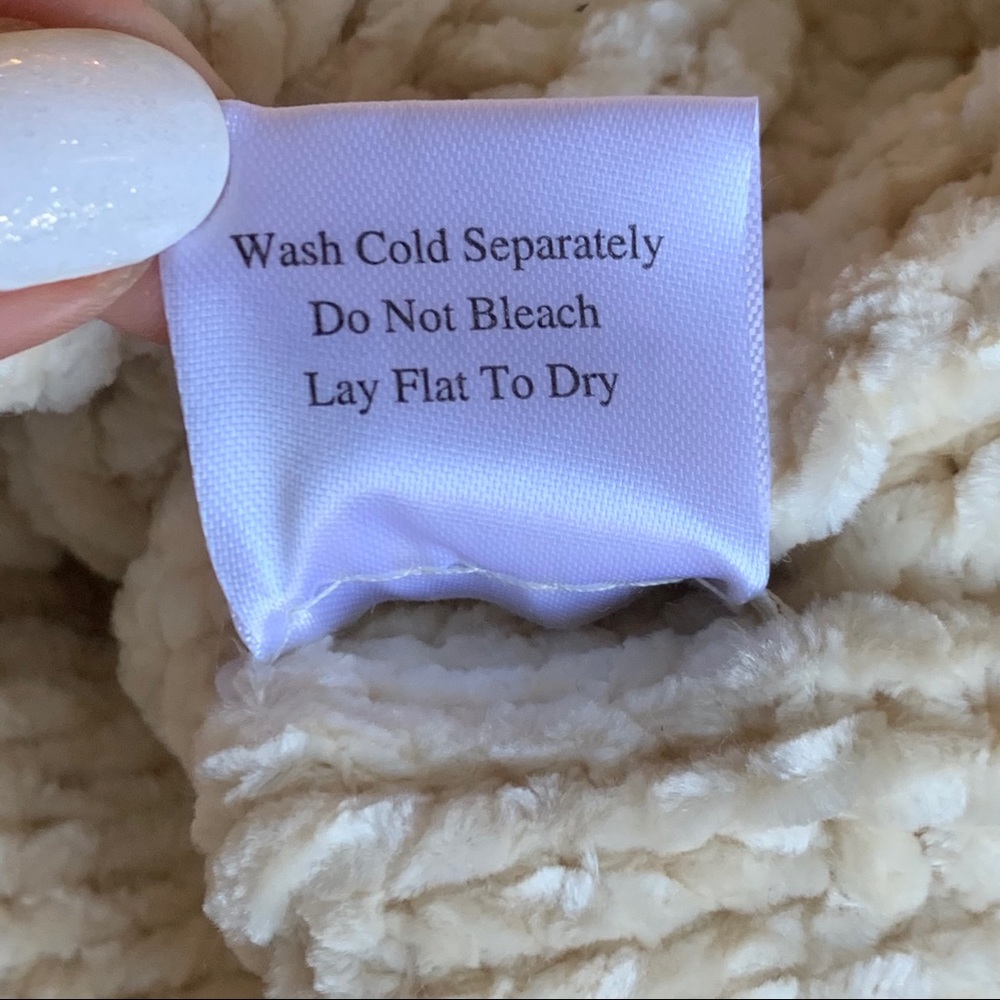 Wash Cold Separately
Do Not Bleach
Lay Flat To Dry